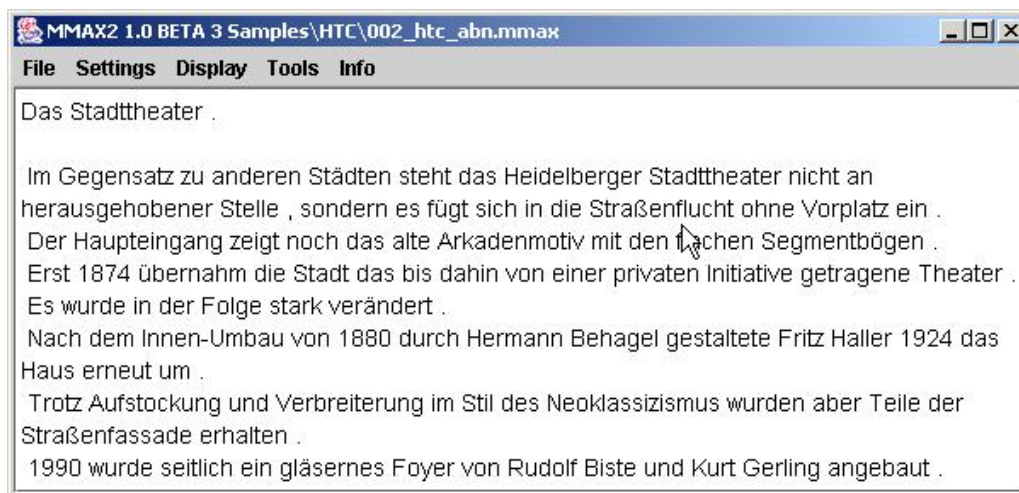 MMAX2 1.0 BETA 3 Samples\HTC\002_htc_abn.mmax
File Settings Display Tools Info
Das Stadttheater .
Im Gegensatz zu anderen Städten steht das Heidelberger Stadttheater nicht an
herausgehobener Stelle , sondern es fügt sich in die Straßenflucht ohne Vorplatz ein .
Der Haupteingang zeigt noch das alte Arkadenmotiv mit den flachen Segmentbögen .
Erst 1874 übernahm die Stadt das bis dahin von einer privaten Initiative getragene Theater .
Es wurde in der Folge stark verändert .
Nach dem Innen-Umbau von 1880 durch Hermann Behagel gestaltete Fritz Haller 1924 das
Haus erneut um .
Trotz Aufstockung und Verbreiterung im Stil des Neoklassizismus wurden aber Teile der
Straßenfassade erhalten .
1990 wurde seitlich ein gläsernes Foyer von Rudolf Biste und Kurt Gerling angebaut .